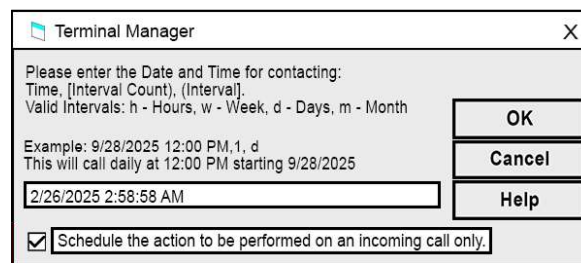 Terminal Manager
X
Please enter the Date and Time for contacting:
Time, [Interval Count), (Interval].
Valid Intervals: h - Hours, w - Week, d - Days, m - Month
OK
Example: 9/28/2025 12:00 PM,1, d
This will call daily at 12:00 PM starting 9/28/2025
Cancel
2/26/2025 2:58:58 AM
Help
Schedule the action to be performed on an incoming call only.